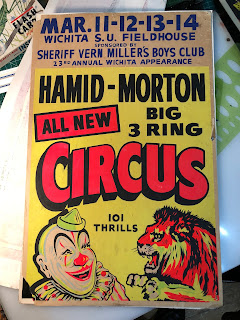 MAR. 11-12-13-14
WICHITA S.U. FIELDHOUSE
SPONSORED BY
SHERIFF VERN MILLER'S BOYS CLUB
23RD ANNUAL WICHITA APPEARANCE
HAMID-MORTON
ALL NEW
BIG
3 RING
CIRCUS
101
THRILLS